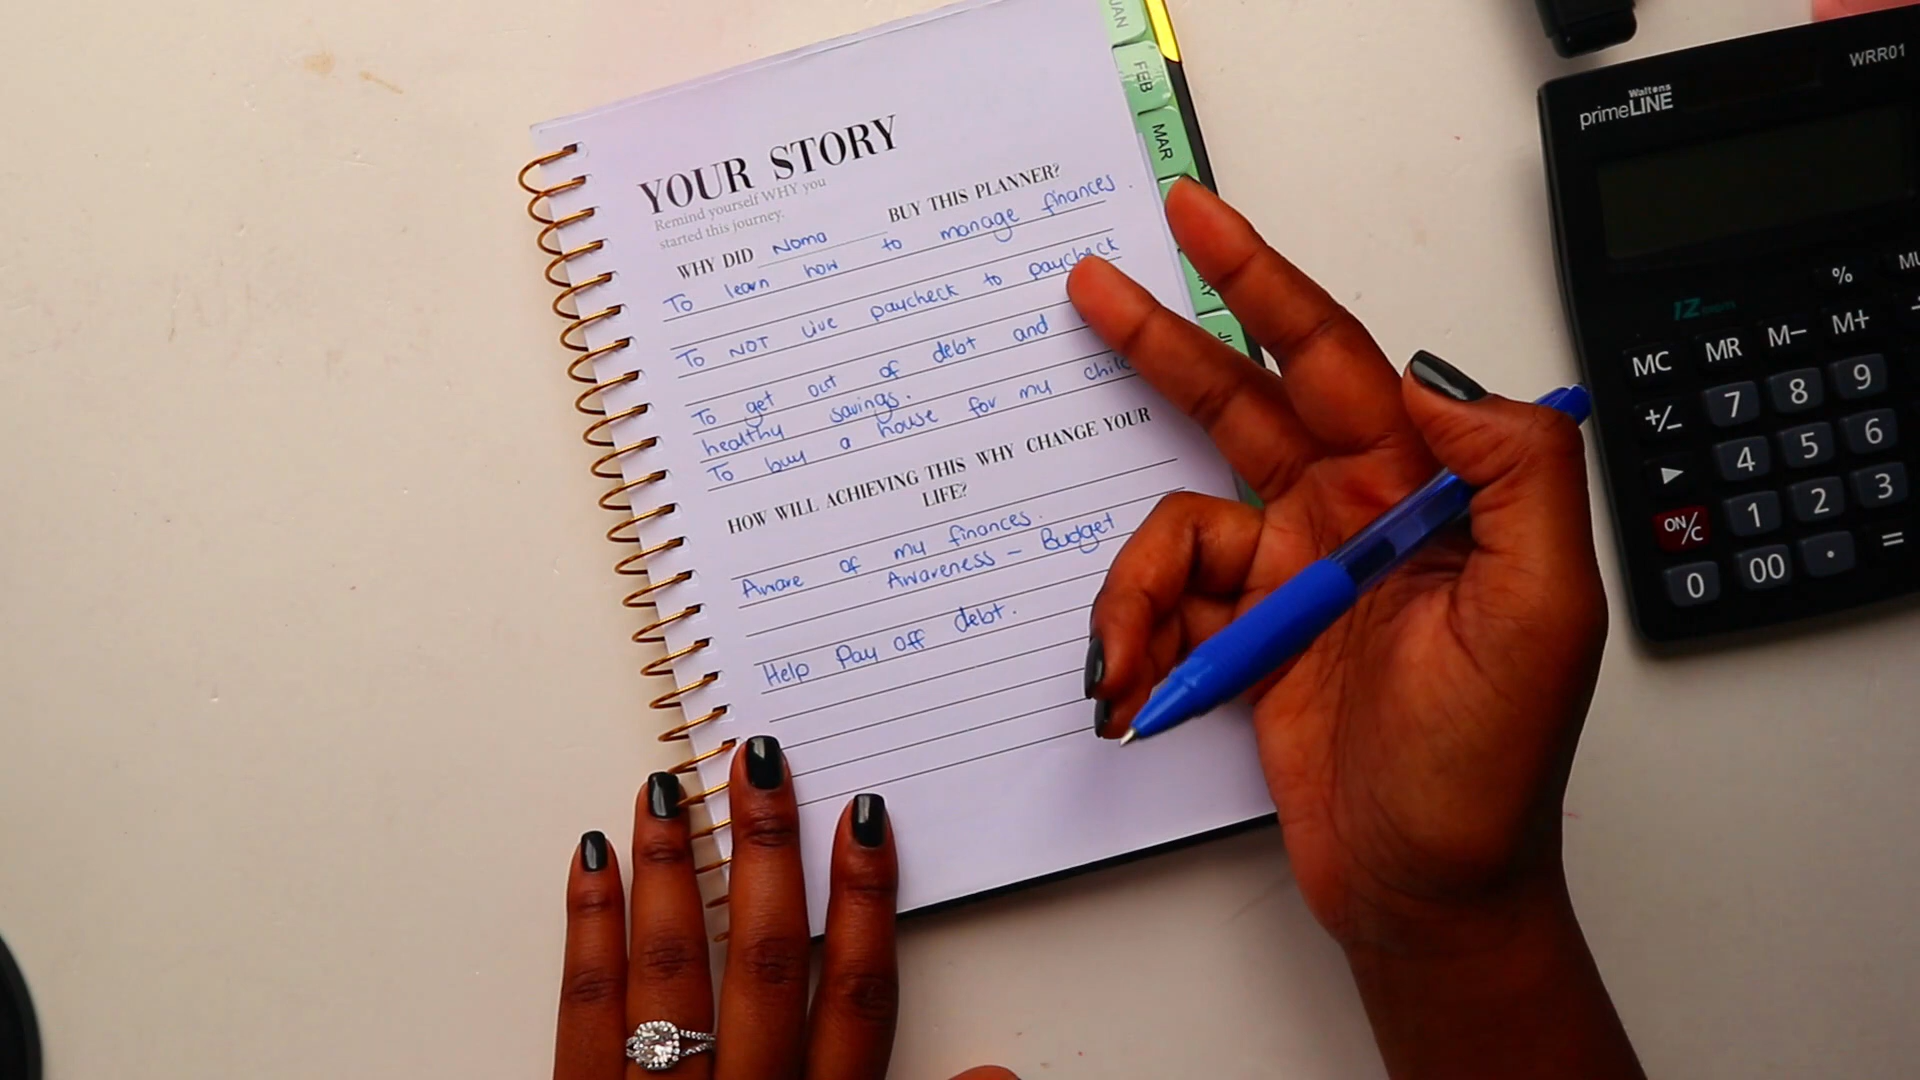 YOUR STORY
Remind yourself WHY you
started this journey.
WHY DID Noma BUY THIS PLANNER?
To learn how to manage finances.
To NOT live paycheck to paycheck
To get out of debt and
healthy savings.
To buy a house for my child
HOW WILL ACHIEVING THIS WHY CHANGE YOUR
LIFE?
Aware of my finances.
Awareness - Budget
Help Pay off debt.
JAN
FEB
MAR
Waltons
primeLINE
WRR01
12
%
MC MR M− M+
+/− 7 8 9
▶ 4 5 6
ON/C 1 2 3
0 00 . =